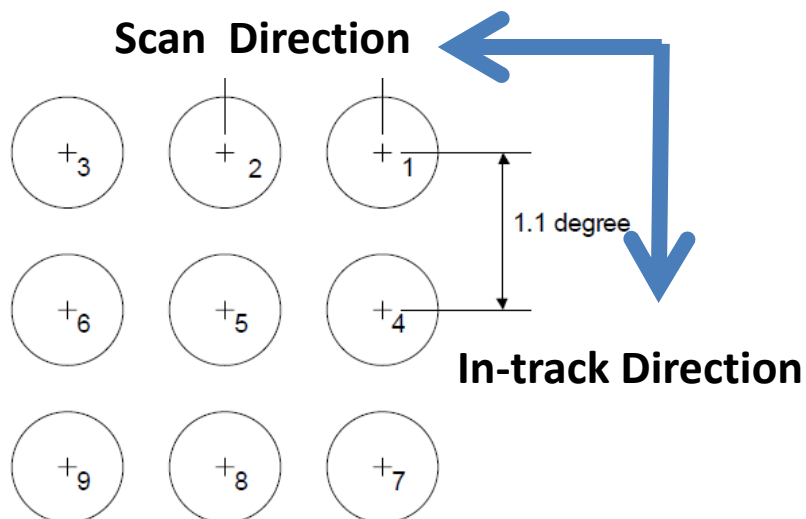 Scan Direction
3 2 1
1.1 degree
6 5 4
In-track Direction
9 8 7